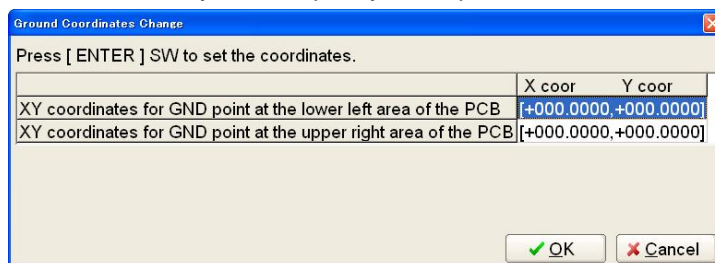 Ground Coordinates Change
Press [ ENTER ] SW to set the coordinates.
X coor Y coor
XY coordinates for GND point at the lower left area of the PCB [+000.0000,+000.0000]
XY coordinates for GND point at the upper right area of the PCB [+000.0000,+000.0000]
OK Cancel